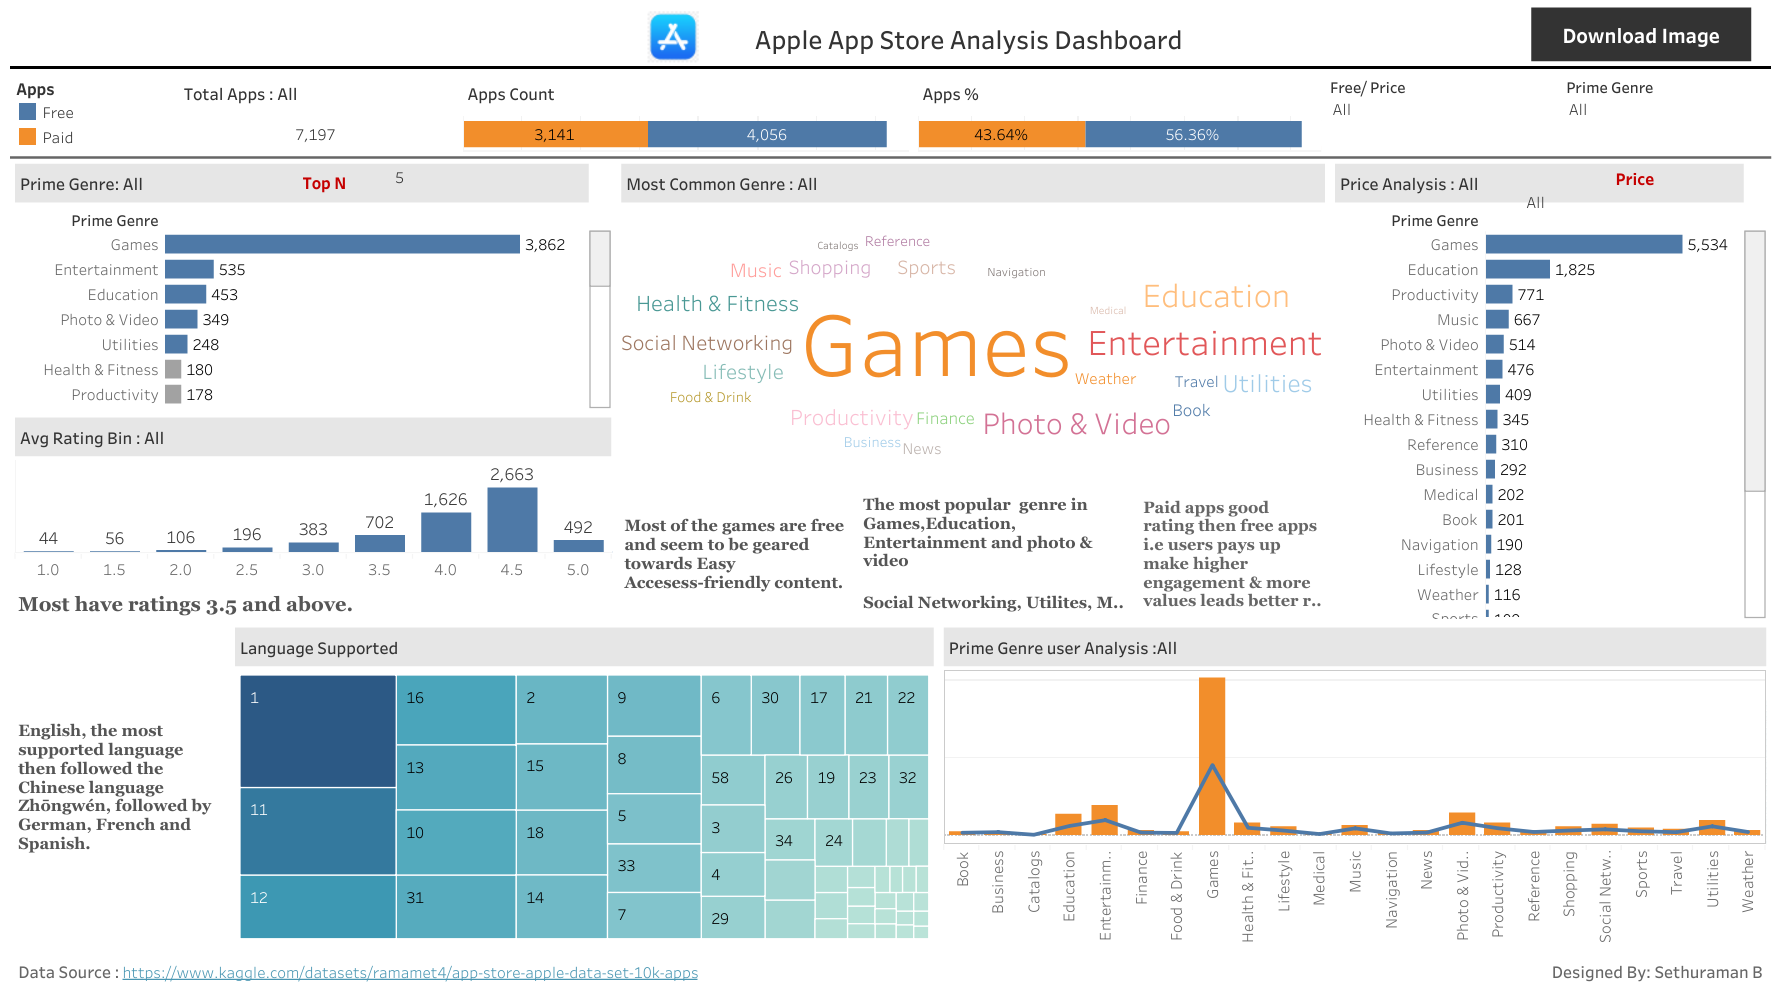 Apple App Store Analysis Dashboard
Download Image
Apps
Free
Paid
Total Apps : All
7,197
Apps Count
3,141
4,056
Apps %
43.64%
56.36%
Free/ Price
All
Prime Genre
All
Prime Genre: All
Top N
5
Prime Genre
Games 3,862
Entertainment 535
Education 453
Photo & Video 349
Utilities 248
Health & Fitness 180
Productivity 178
Avg Rating Bin : All
44 56 106 196 383 702 1,626 2,663 492
1.0 1.5 2.0 2.5 3.0 3.5 4.0 4.5 5.0
Most have ratings 3.5 and above.
Most Common Genre : All
Catalogs
Reference
Music
Shopping
Sports
Navigation
Health & Fitness
Education
Medical
Social Networking
Games
Entertainment
Lifestyle
Weather
Travel
Utilities
Food & Drink
Book
Productivity
Finance
Photo & Video
Business
News
Most of the games are free
and seem to be geared
towards Easy
Accesess-friendly content.
The most popular  genre in
Games,Education,
Entertainment and photo &
video
Social Networking, Utilites, M..
Paid apps good
rating then free apps
i.e users pays up
make higher
engagement & more
values leads better r..
Price Analysis : All
Price
All
Prime Genre
Games 5,534
Education 1,825
Productivity 771
Music 667
Photo & Video 514
Entertainment 476
Utilities 409
Health & Fitness 345
Reference 310
Business 292
Medical 202
Book 201
Navigation 190
Lifestyle 128
Weather 116
Sports
English, the most
supported language
then followed the
Chinese language
Zhōngwén, followed by
German, French and
Spanish.
Language Supported
1 16 2 9 6 30 17 21 22
13 15 8 58 26 19 23 32
11 10 18 5 3 34 24
12 31 14 33 4
7 29
Prime Genre user Analysis :All
Book
Business
Catalogs
Education
Entertainm..
Finance
Food & Drink
Games
Health & Fit..
Lifestyle
Medical
Music
Navigation
News
Photo & Vid..
Productivity
Reference
Shopping
Social Netw..
Sports
Travel
Utilities
Weather
Data Source : https://www.kaggle.com/datasets/ramamet4/app-store-apple-data-set-10k-apps
Designed By: Sethuraman B